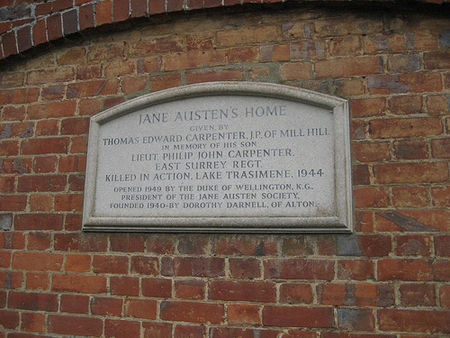 JANE AUSTEN'S HOME
GIVEN BY
THOMAS EDWARD CARPENTER, J.P. OF MILL HILL
IN MEMORY OF HIS SON
LIEUT. PHILIP JOHN CARPENTER,
EAST SURREY REGT.
KILLED IN ACTION, LAKE TRASIMENE, 1944
OPENED 1949 BY THE DUKE OF WELLINGTON, K.G.,
PRESIDENT OF THE JANE AUSTEN SOCIETY,
FOUNDED 1940·BY DOROTHY DARNELL, OF ALTON.